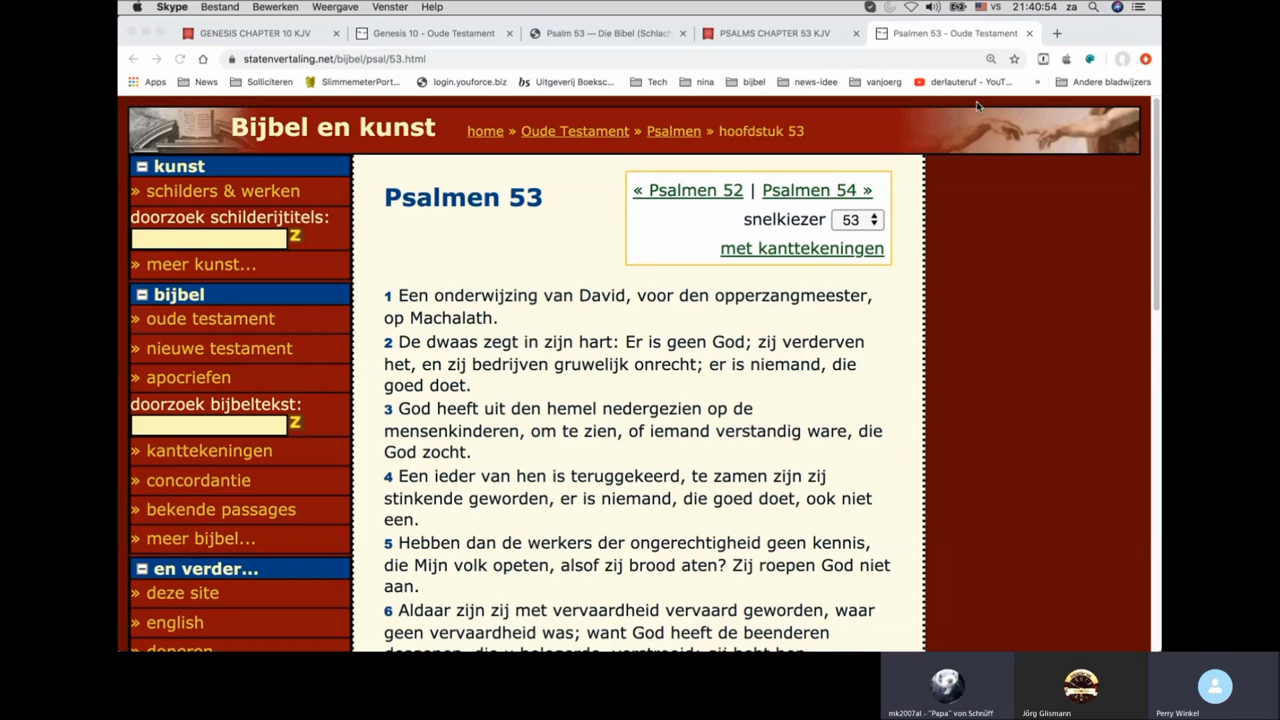 Skype Bestand Bewerken Weergave Venster Help VS 21:40:54 za
GENESIS CHAPTER 10 KJV × Genesis 10 - Oude Testament × Psalm 53 — Die Bibel (Schlach × PSALMS CHAPTER 53 KJV × Psalmen 53 - Oude Testament × +
statenvertaling.net/bijbel/psal/53.html
Apps News Solliciteren SlimmemeterPort... login.youforce.biz bs Uitgeverij Boeksc... Tech nina bijbel news-idee vanjoerg derlauteruf - YouT... » Andere bladwijzers
Bijbel en kunst
home » Oude Testament » Psalmen » hoofdstuk 53
kunst
» schilders & werken
doorzoek schilderijtitels:
Z
» meer kunst...
bijbel
» oude testament
» nieuwe testament
» apocriefen
doorzoek bijbeltekst:
Z
» kanttekeningen
» concordantie
» bekende passages
» meer bijbel...
en verder...
» deze site
» english
Psalmen 53
« Psalmen 52 | Psalmen 54 »
snelkiezer 53
met kanttekeningen
1 Een onderwijzing van David, voor den opperzangmeester,
op Machalath.
2 De dwaas zegt in zijn hart: Er is geen God; zij verderven
het, en zij bedrijven gruwelijk onrecht; er is niemand, die
goed doet.
3 God heeft uit den hemel nedergezien op de
mensenkinderen, om te zien, of iemand verstandig ware, die
God zocht.
4 Een ieder van hen is teruggekeerd, te zamen zijn zij
stinkende geworden, er is niemand, die goed doet, ook niet
een.
5 Hebben dan de werkers der ongerechtigheid geen kennis,
die Mijn volk opeten, alsof zij brood aten? Zij roepen God niet
aan.
6 Aldaar zijn zij met vervaardheid vervaard geworden, waar
geen vervaardheid was; want God heeft de beenderen
mk2007al - "Papa" von Schnüff
Jörg Glismann
Perry Winkel